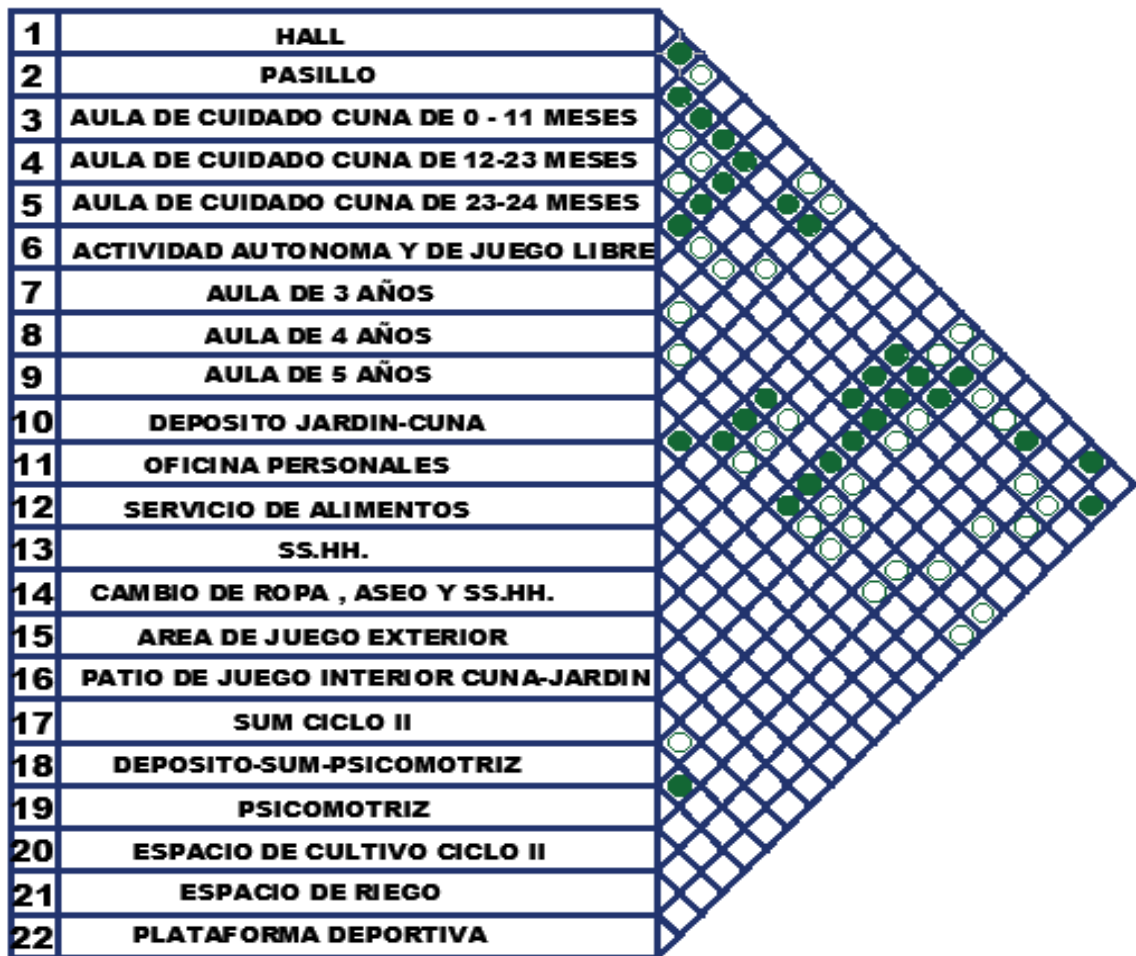 1 HALL
2 PASILLO
3 AULA DE CUIDADO CUNA DE 0 - 11 MESES
4 AULA DE CUIDADO CUNA DE 12-23 MESES
5 AULA DE CUIDADO CUNA DE 23-24 MESES
6 ACTIVIDAD AUTONOMA Y DE JUEGO LIBRE
7 AULA DE 3 AÑOS
8 AULA DE 4 AÑOS
9 AULA DE 5 AÑOS
10 DEPOSITO JARDIN-CUNA
11 OFICINA PERSONALES
12 SERVICIO DE ALIMENTOS
13 SS.HH.
14 CAMBIO DE ROPA , ASEO Y SS.HH.
15 AREA DE JUEGO EXTERIOR
16 PATIO DE JUEGO INTERIOR CUNA-JARDIN
17 SUM CICLO II
18 DEPOSITO-SUM-PSICOMOTRIZ
19 PSICOMOTRIZ
20 ESPACIO DE CULTIVO CICLO II
21 ESPACIO DE RIEGO
22 PLATAFORMA DEPORTIVA